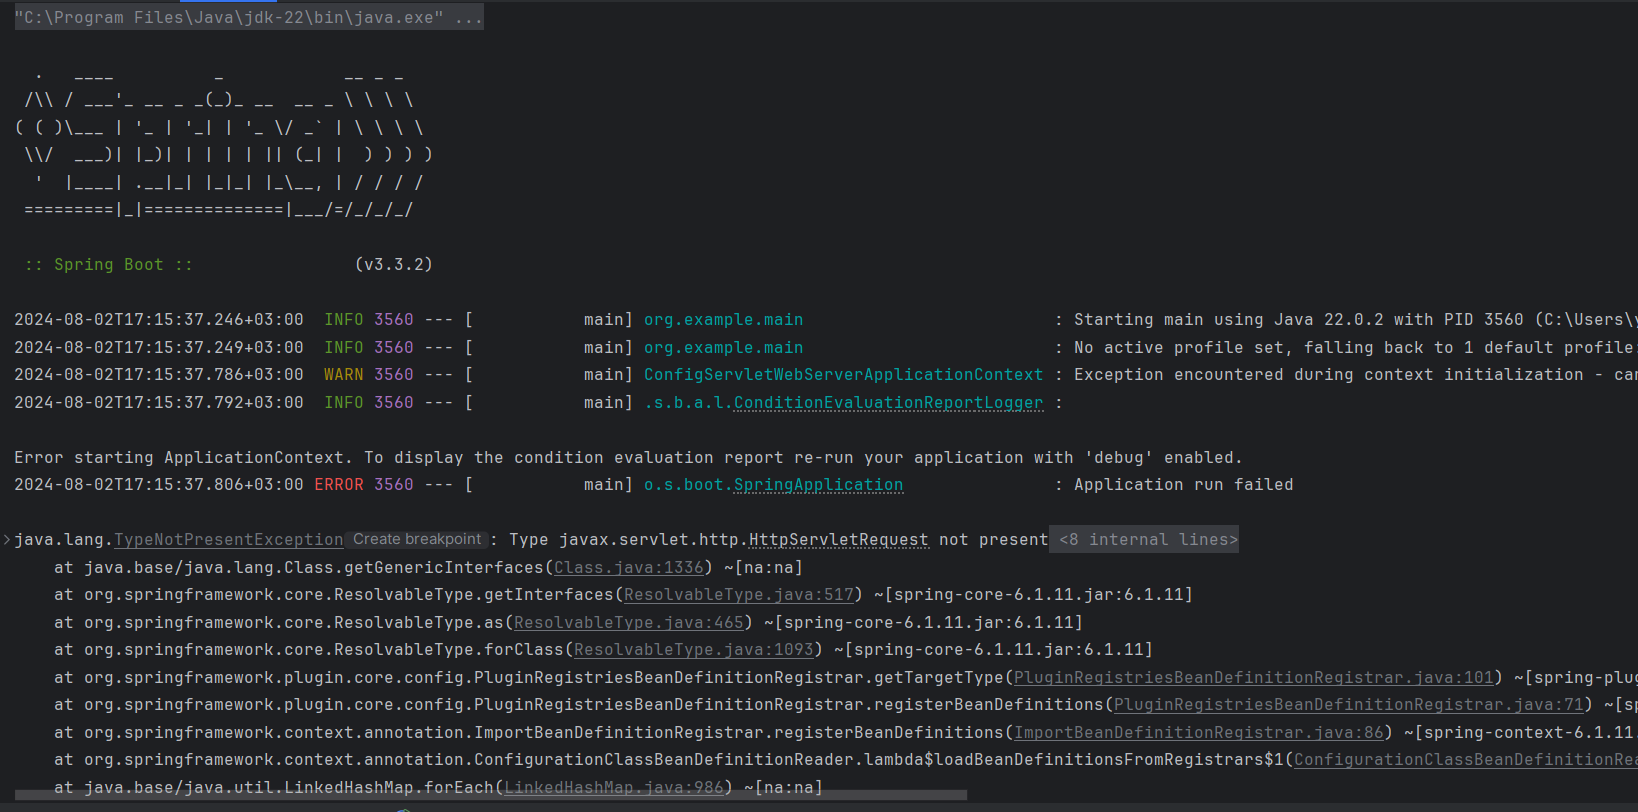 "C:\Program Files\Java\jdk-22\bin\java.exe" ...
  .   ____          _            __ _ _
 /\\ / ___'_ __ _ _(_)_ __  __ _ \ \ \ \
( ( )\___ | '_ | '_| | '_ \/ _` | \ \ \ \
 \\/  ___)| |_)| | | | | || (_| |  ) ) ) )
  '  |____| .__|_| |_|_| |_\__, | / / / /
 =========|_|==============|___/=/_/_/_/
 :: Spring Boot ::                (v3.3.2)
2024-08-02T17:15:37.246+03:00  INFO 3560 --- [           main] org.example.main                         : Starting main using Java 22.0.2 with PID 3560 (C:\Users\
2024-08-02T17:15:37.249+03:00  INFO 3560 --- [           main] org.example.main                         : No active profile set, falling back to 1 default profile:
2024-08-02T17:15:37.786+03:00  WARN 3560 --- [           main] ConfigServletWebServerApplicationContext : Exception encountered during context initialization - can
2024-08-02T17:15:37.792+03:00  INFO 3560 --- [           main] .s.b.a.l.ConditionEvaluationReportLogger :
Error starting ApplicationContext. To display the condition evaluation report re-run your application with 'debug' enabled.
2024-08-02T17:15:37.806+03:00 ERROR 3560 --- [           main] o.s.boot.SpringApplication               : Application run failed
java.lang.TypeNotPresentException Create breakpoint : Type javax.servlet.http.HttpServletRequest not present <8 internal lines>
    at java.base/java.lang.Class.getGenericInterfaces(Class.java:1336) ~[na:na]
    at org.springframework.core.ResolvableType.getInterfaces(ResolvableType.java:517) ~[spring-core-6.1.11.jar:6.1.11]
    at org.springframework.core.ResolvableType.as(ResolvableType.java:465) ~[spring-core-6.1.11.jar:6.1.11]
    at org.springframework.core.ResolvableType.forClass(ResolvableType.java:1093) ~[spring-core-6.1.11.jar:6.1.11]
    at org.springframework.plugin.core.config.PluginRegistriesBeanDefinitionRegistrar.getTargetType(PluginRegistriesBeanDefinitionRegistrar.java:101) ~[spring-plug
    at org.springframework.plugin.core.config.PluginRegistriesBeanDefinitionRegistrar.registerBeanDefinitions(PluginRegistriesBeanDefinitionRegistrar.java:71) ~[sp
    at org.springframework.context.annotation.ImportBeanDefinitionRegistrar.registerBeanDefinitions(ImportBeanDefinitionRegistrar.java:86) ~[spring-context-6.1.11.
    at org.springframework.context.annotation.ConfigurationClassBeanDefinitionReader.lambda$loadBeanDefinitionsFromRegistrars$1(ConfigurationClassBeanDefinitionRea
    at java.base/java.util.LinkedHashMap.forEach(LinkedHashMap.java:986) ~[na:na]